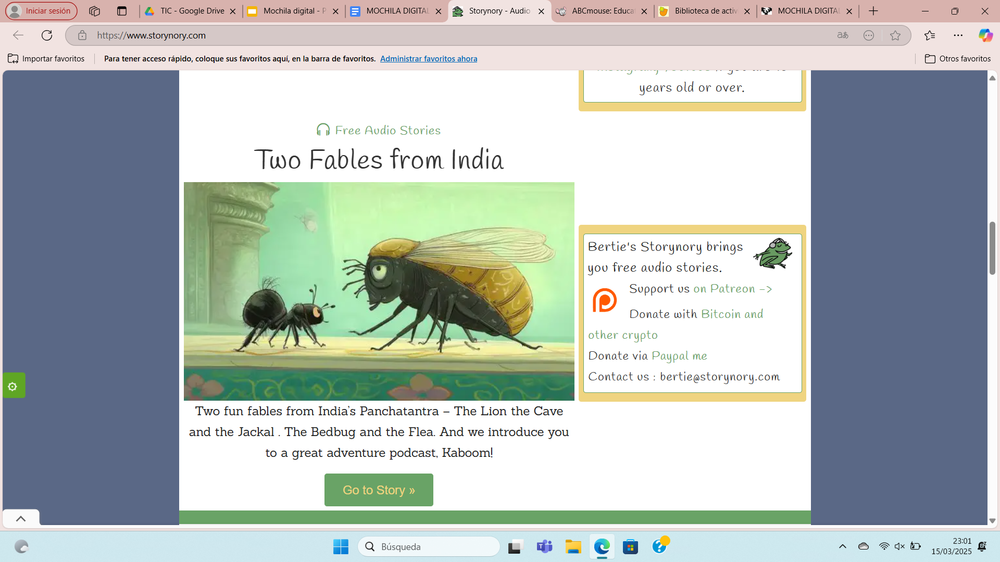 Iniciar sesión
TIC - Google Drive
Mochila digital - P
MOCHILA DIGITAL
Storynory - Audio
ABCmouse: Educa
Biblioteca de activ
MOCHILA DIGITAL
https://www.storynory.com
Importar favoritos
Para tener acceso rápido, coloque sus favoritos aquí, en la barra de favoritos. Administrar favoritos ahora
Otros favoritos
years old or over.
Free Audio Stories
Two Fables from India
Two fun fables from India’s Panchatantra – The Lion the Cave
and the Jackal . The Bedbug and the Flea. And we introduce you
to a great adventure podcast, Kaboom!
Go to Story »
Bertie's Storynory brings
you free audio stories.
Support us on Patreon ->
Donate with Bitcoin and
other crypto
Donate via Paypal me
Contact us : bertie@storynory.com
Búsqueda
23:01
15/03/2025